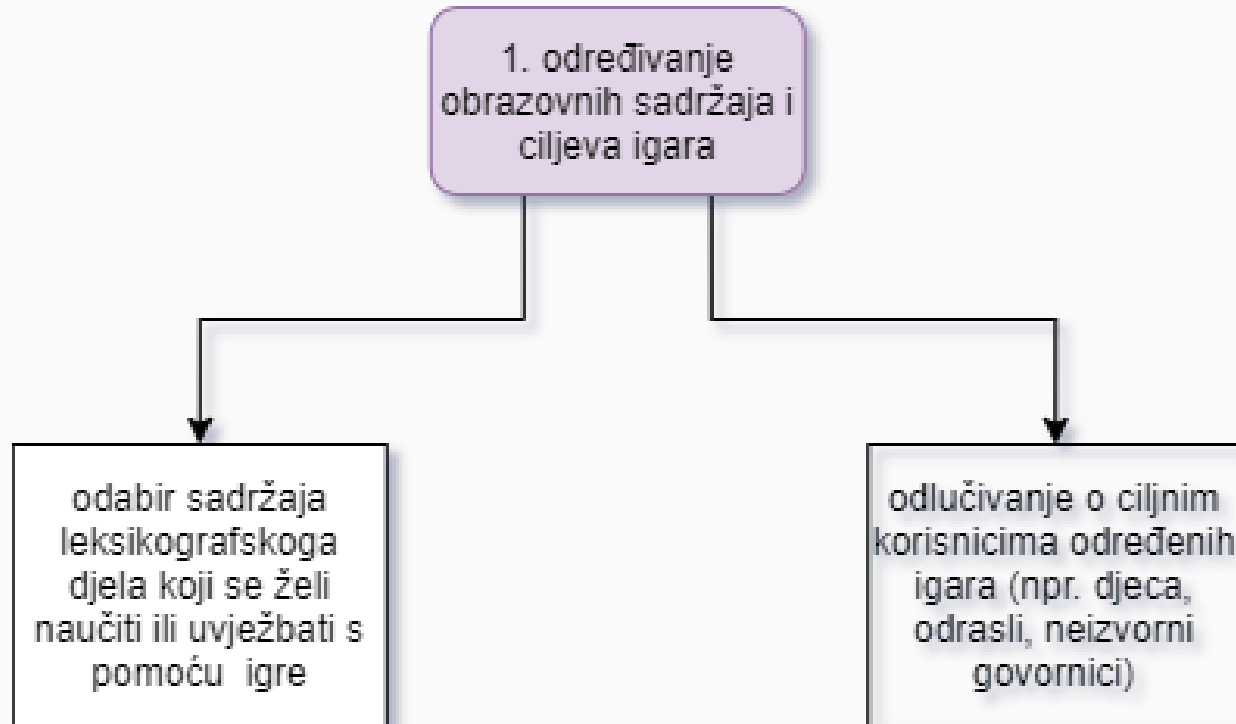 1. određivanje
obrazovnih sadržaja i
ciljeva igara
odabir sadržaja
leksikografskoga
djela koji se želi
naučiti ili uvježbati s
pomoću igre
odlučivanje o ciljnim
korisnicima određenih
igara (npr. djeca,
odrasli, neizvorni
govornici)